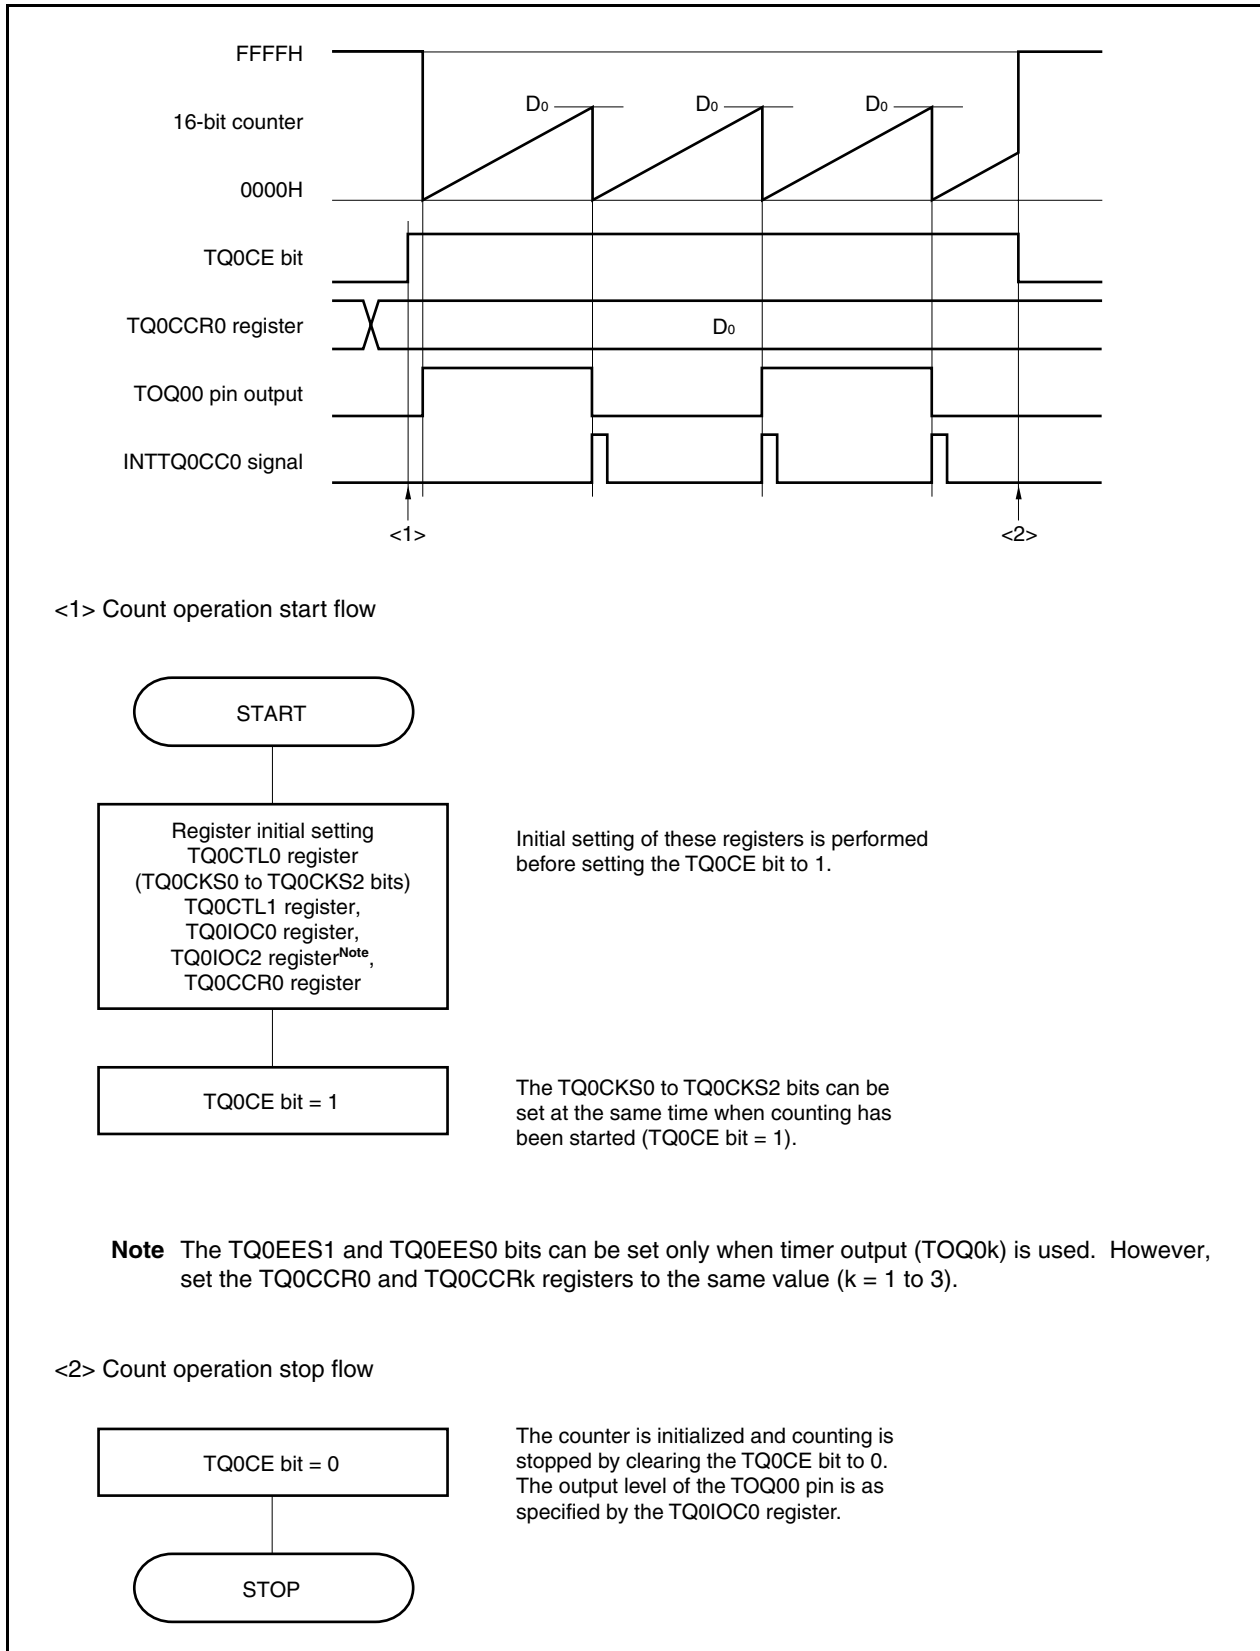 FFFFH
D0 D0 D0
16-bit counter
0000H
TQ0CE bit
TQ0CCR0 register
D0
TOQ00 pin output
INTTQ0CC0 signal
<1> <2>
<1> Count operation start flow
START
Register initial setting
TQ0CTL0 register
(TQ0CKS0 to TQ0CKS2 bits)
TQ0CTL1 register,
TQ0IOC0 register,
TQ0IOC2 registerNote,
TQ0CCR0 register
Initial setting of these registers is performed
before setting the TQ0CE bit to 1.
TQ0CE bit = 1
The TQ0CKS0 to TQ0CKS2 bits can be
set at the same time when counting has
been started (TQ0CE bit = 1).
Note The TQ0EES1 and TQ0EES0 bits can be set only when timer output (TOQ0k) is used. However,
set the TQ0CCR0 and TQ0CCRk registers to the same value (k = 1 to 3).
<2> Count operation stop flow
TQ0CE bit = 0
The counter is initialized and counting is
stopped by clearing the TQ0CE bit to 0.
The output level of the TOQ00 pin is as
specified by the TQ0IOC0 register.
STOP